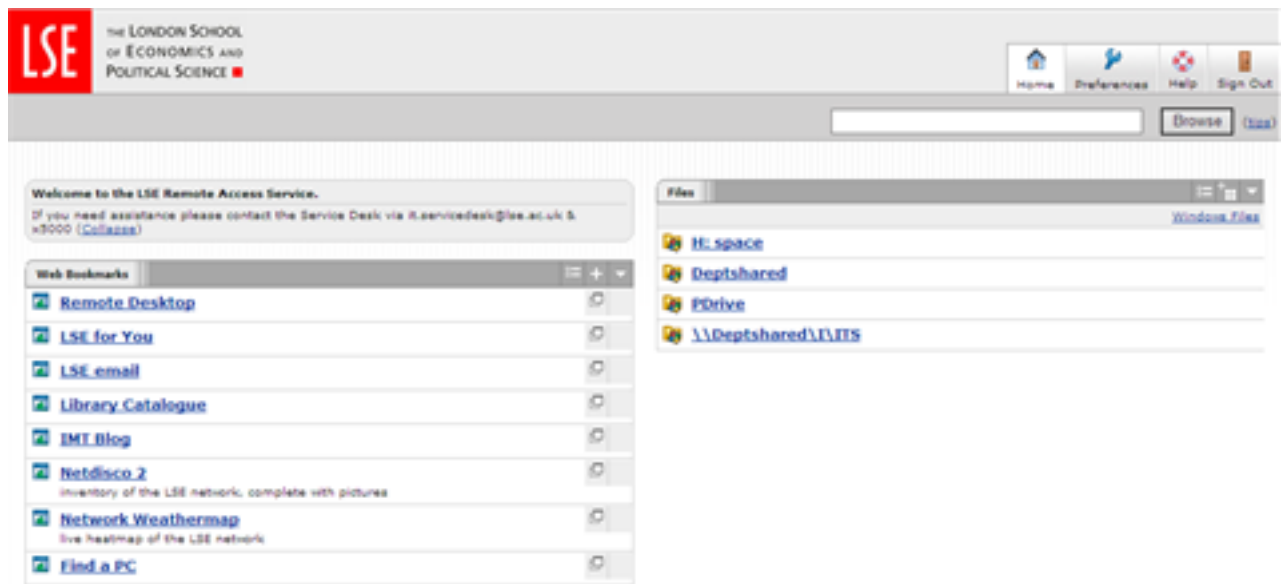 LSE
THE LONDON SCHOOL
OF ECONOMICS AND
POLITICAL SCIENCE
Home Preferences Help Sign Out
Browse (tips)
Welcome to the LSE Remote Access Service.
If you need assistance please contact the Service Desk via it.servicedesk@lse.ac.uk &
x5000 (Collapse)
Web Bookmarks
Remote Desktop
LSE for You
LSE email
Library Catalogue
IMT Blog
Netdisco 2
inventory of the LSE network, complete with pictures
Network Weathermap
live heatmap of the LSE network
Find a PC
Files
Windows Files
H: space
Deptshared
PDrive
\\Deptshared\I\ITS